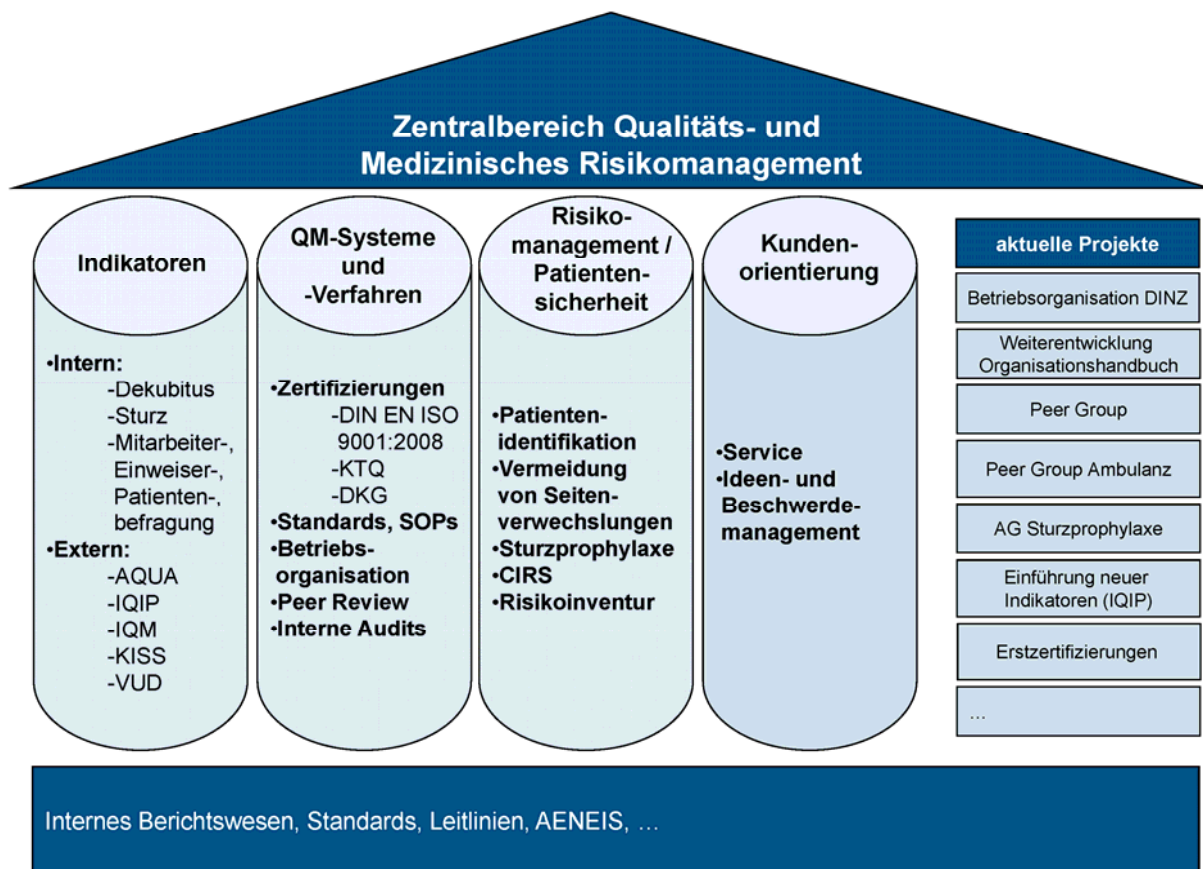 Zentralbereich Qualitäts- und
Medizinisches Risikomanagement
Indikatoren
•Intern:
-Dekubitus
-Sturz
-Mitarbeiter-,
Einweiser-,
Patienten-,
befragung
•Extern:
-AQUA
-IQIP
-IQM
-KISS
-VUD
QM-Systeme
und
-Verfahren
•Zertifizierungen
-DIN EN ISO
9001:2008
-KTQ
-DKG
•Standards, SOPs
•Betriebs-
organisation
•Peer Review
•Interne Audits
Risiko-
management /
Patienten-
sicherheit
•Patienten-
identifikation
•Vermeidung
von Seiten-
verwechslungen
•Sturzprophylaxe
•CIRS
•Risikoinventur
Kunden-
orientierung
•Service
•Ideen- und
Beschwerde-
management
aktuelle Projekte
Betriebsorganisation DINZ
Weiterentwicklung
Organisationshandbuch
Peer Group
Peer Group Ambulanz
AG Sturzprophylaxe
Einführung neuer
Indikatoren (IQIP)
Erstzertifizierungen
...
Internes Berichtswesen, Standards, Leitlinien, AENEIS, ...